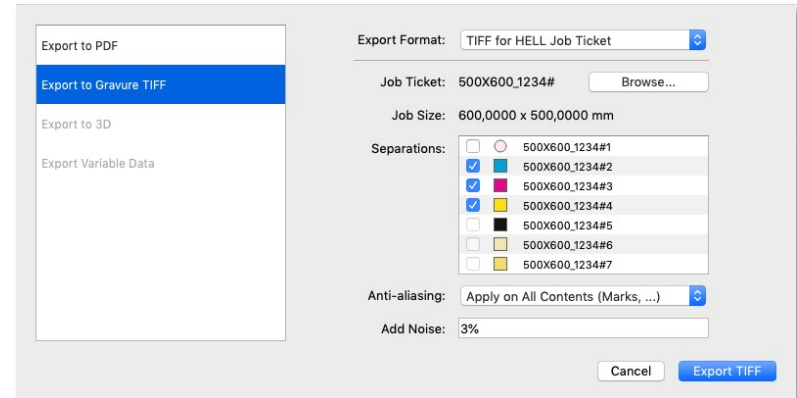 Export to PDF
Export to Gravure TIFF
Export to 3D
Export Variable Data
Export Format: TIFF for HELL Job Ticket
Job Ticket: 500X600_1234# Browse...
Job Size: 600,0000 x 500,0000 mm
Separations:
500X600_1234#1
500X600_1234#2
500X600_1234#3
500X600_1234#4
500X600_1234#5
500X600_1234#6
500X600_1234#7
Anti-aliasing: Apply on All Contents (Marks, ...)
Add Noise: 3%
Cancel Export TIFF